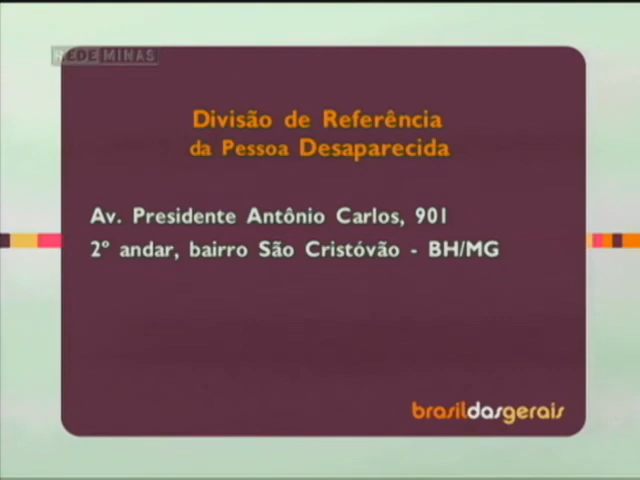 REDE MINAS
Divisão de Referência
da Pessoa Desaparecida
Av. Presidente Antônio Carlos, 901
2º andar, bairro São Cristóvão - BH/MG
brasildasgerais